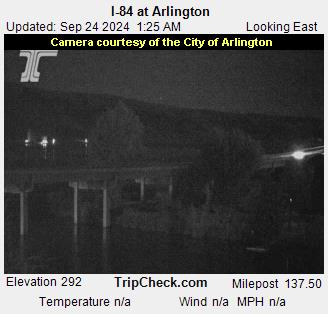 I-84 at Arlington
Updated: Sep 24 2024 1:25 AM Looking East
Camera courtesy of the City of Arlington
Elevation 292 TripCheck.com Milepost 137.50
Temperature n/a Wind n/a MPH n/a